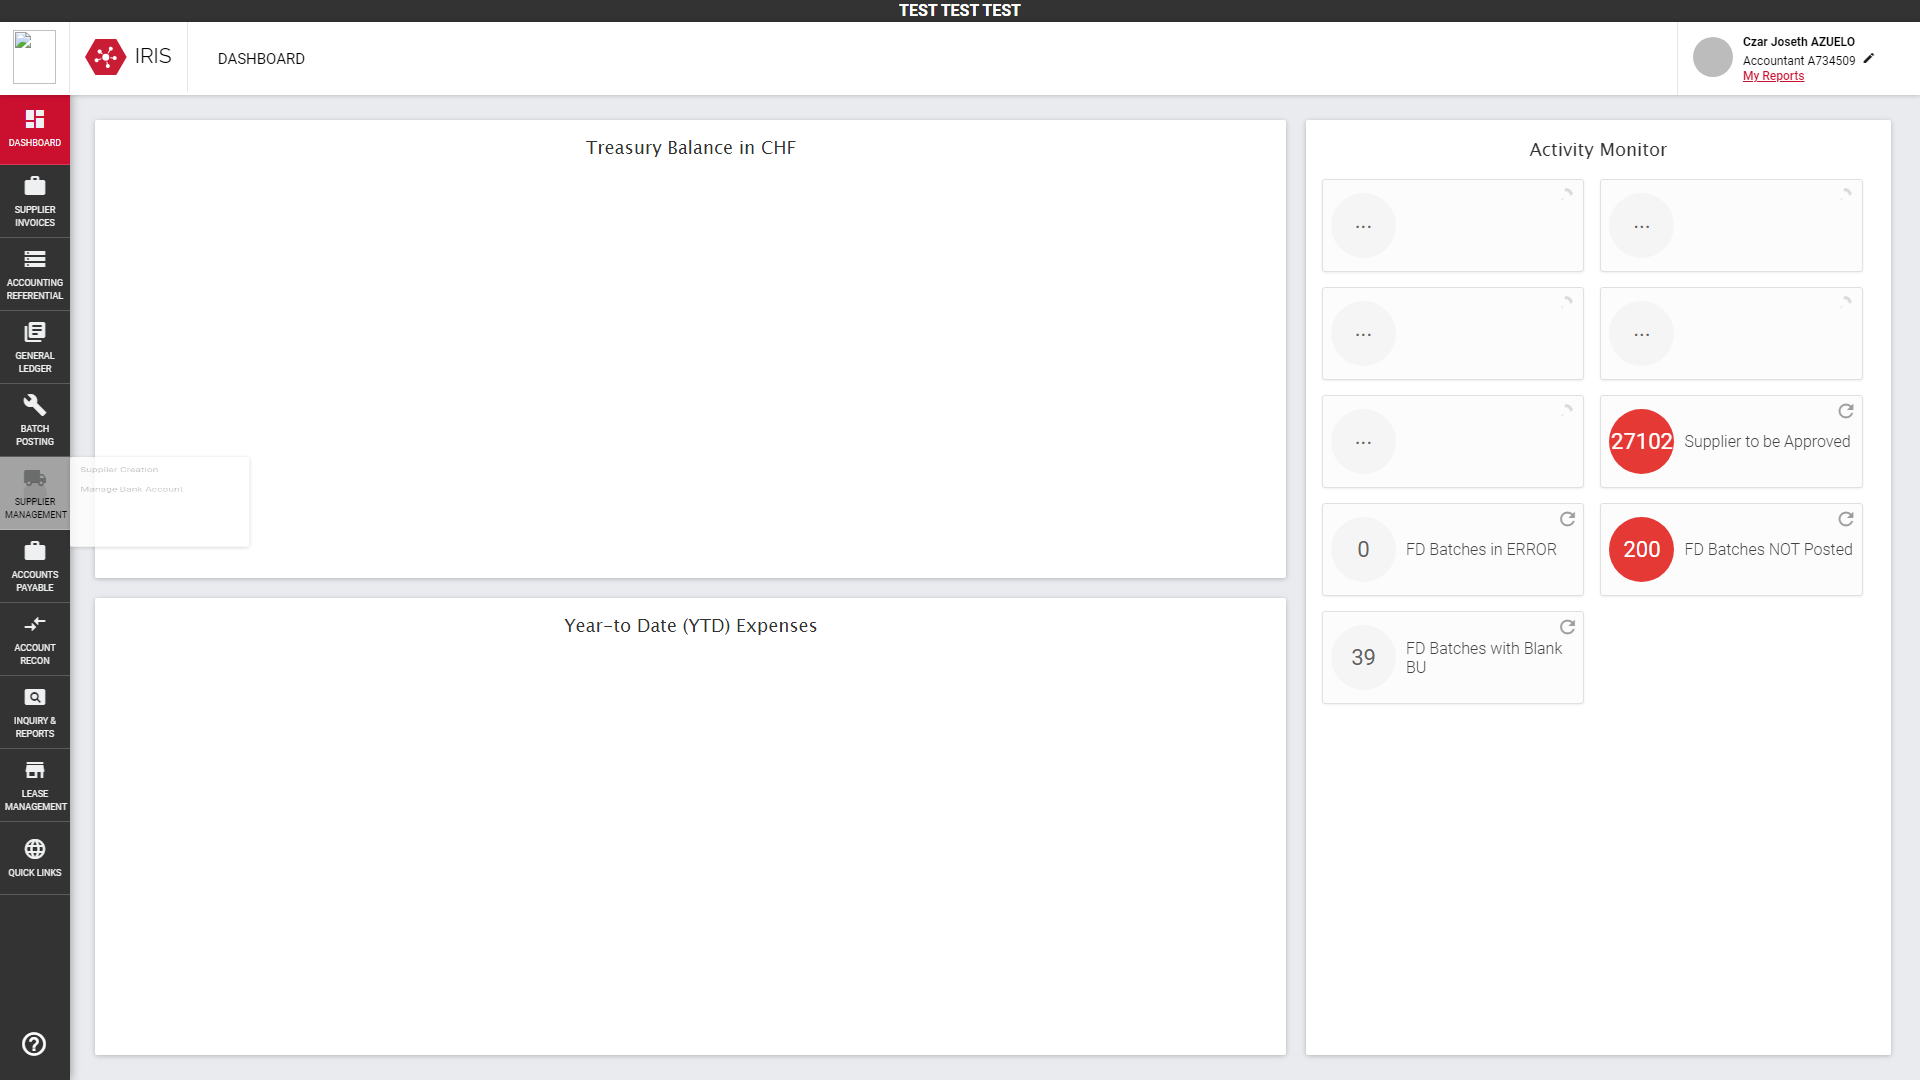 TEST TEST TEST
IRIS
DASHBOARD
Czar Joseth AZUELO
Accountant A734509
My Reports
DASHBOARD
SUPPLIER
INVOICES
ACCOUNTING
REFERENTIAL
GENERAL
LEDGER
BATCH
POSTING
SUPPLIER
MANAGEMENT
Supplier Creation
Manage Bank Account
ACCOUNTS
PAYABLE
ACCOUNT
RECON
INQUIRY &
REPORTS
LEASE
MANAGEMENT
QUICK LINKS
Treasury Balance in CHF
Year-to Date (YTD) Expenses
Activity Monitor
...
...
...
...
...
27102 Supplier to be Approved
0 FD Batches in ERROR
200 FD Batches NOT Posted
39 FD Batches with Blank
BU